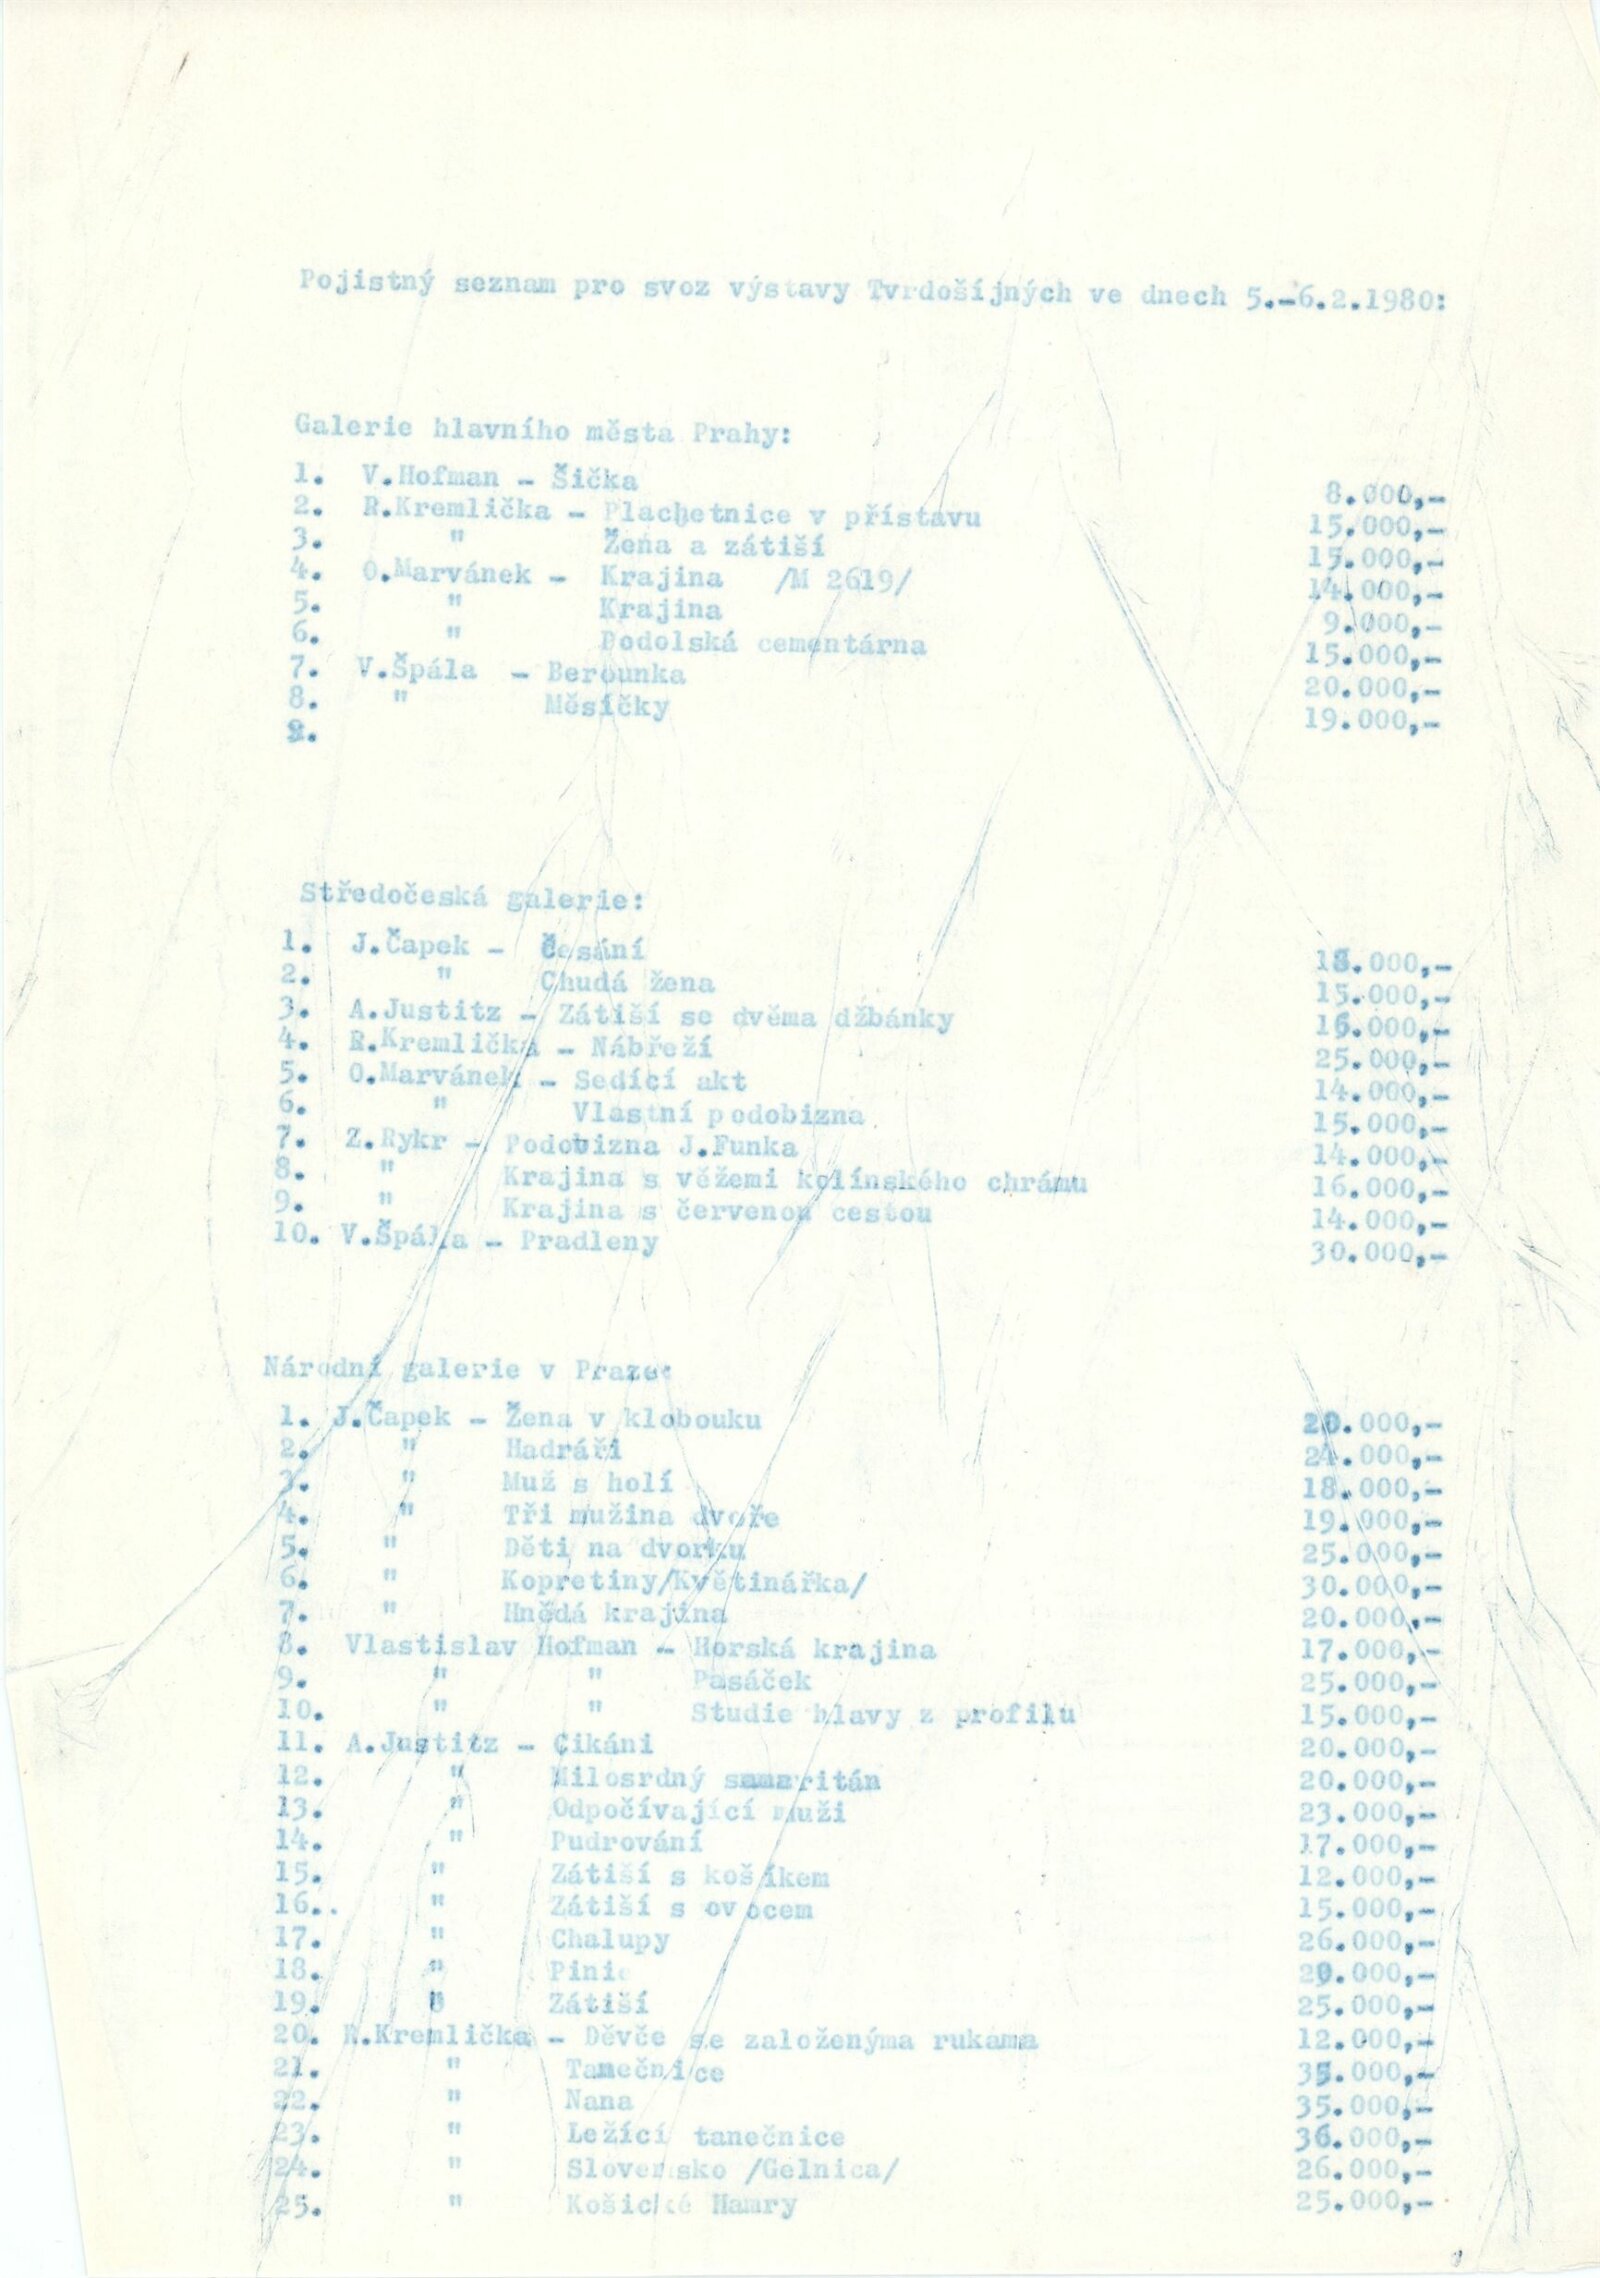 Pojistný seznam pro svoz výstavy Tvrdošíjných ve dnech 5.-6.2.1980:
Galerie hlavního města Prahy:
1. V.Hofman - Šička 8.000,-
2. R.Kremlička - Plachetnice v přístavu 15.000,-
3. " Žena a zátiší 15.000,-
4. O.Marvánek - Krajina /M 2619/ 14.000,-
5. " Krajina 9.000,-
6. " Podolská cementárna 15.000,-
7. V.Špála - Berounka 20.000,-
8. " Měsíčky 19.000,-
Středočeská galerie:
1. J.Čapek - Česání
2. " Chudá žena 15.000,-
3. A.Justitz - Zátiší se dvěma džbánky 16.000,-
4. R.Kremlička - Nábřeží 25.000,-
5. O.Marvánek - Sedící akt 14.000,-
6. " Vlastní podobizna 15.000,-
7. Z.Rykr - Podobizna J.Funka 14.000,-
8. " Krajina s věžemi kolínského chrámu 16.000,-
9. " Krajina s červenou cestou 14.000,-
10. V.Špála - Pradleny 30.000,-
Národní galerie v Praze:
1. J.Čapek - Žena v klobouku 20.000,-
2. " Hadráři 24.000,-
3. " Muž s holí 18.000,-
4. " Tři mužina dvoře 19.000,-
5. " Děti na dvorku 25.000,-
6. " Kopretiny/Květinářka/ 30.000,-
7. " Hnědá krajina 20.000,-
8. Vlastislav Hofman - Horská krajina 17.000,-
9. " " Pasáček 25.000,-
10. " " Studie hlavy z profilu 15.000,-
11. A.Justitz - Cikáni 20.000,-
12. " Milosrdný samaritán 20.000,-
13. " Odpočívající muži 23.000,-
14. " Pudrování 17.000,-
15. " Zátiší s košíkem 12.000,-
16.. " Zátiší s ovocem 15.000,-
17. " Chalupy 26.000,-
18. " Pinie 20.000,-
19. " Zátiší 25.000,-
20. R.Kremlička - Děvče se založenýma rukama 12.000,-
21. " Tanečnice
22. " Nana 35.000,-
23. " Ležící tanečnice 36.000,-
24. " Slovensko /Gelnica/ 26.000,-
25. " Košické Hamry 25.000,-